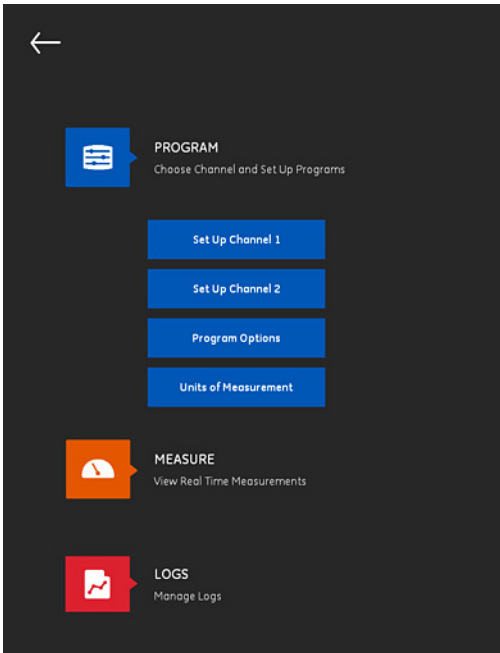 PROGRAM
Choose Channel and Set Up Programs
Set Up Channel 1
Set Up Channel 2
Program Options
Units of Measurement
MEASURE
View Real Time Measurements
LOGS
Manage Logs